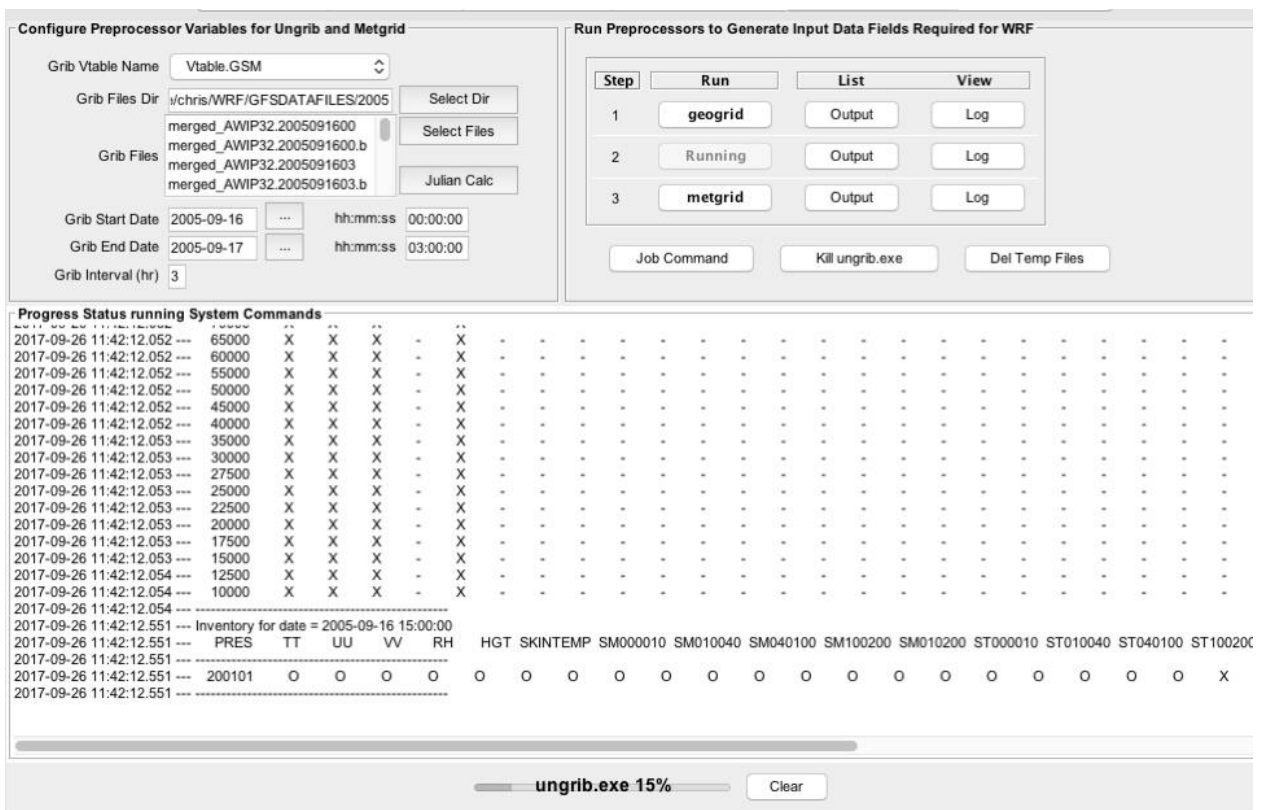 Configure Preprocessor Variables for Ungrib and Metgrid
Grib Vtable Name Vtable.GSM
Grib Files Dir /chris/WRF/GFSDATAFILES/2005 Select Dir
merged_AWIP32.2005091600
merged_AWIP32.2005091600.b
merged_AWIP32.2005091603
merged_AWIP32.2005091603.b
Grib Files
Select Files
Julian Calc
Grib Start Date 2005-09-16 ... hh:mm:ss 00:00:00
Grib End Date 2005-09-17 ... hh:mm:ss 03:00:00
Grib Interval (hr) 3
Run Preprocessors to Generate Input Data Fields Required for WRF
Step Run List View
1 geogrid Output Log
2 Running Output Log
3 metgrid Output Log
Job Command Kill ungrib.exe Del Temp Files
Progress Status running System Commands
2017-09-26 11:42:12.052 --- 65000 X X X - X - - - - - - - - - - - - - - - - - - -
2017-09-26 11:42:12.052 --- 60000 X X X - X - - - - - - - - - - - - - - - - - - -
2017-09-26 11:42:12.052 --- 55000 X X X - X - - - - - - - - - - - - - - - - - - -
2017-09-26 11:42:12.052 --- 50000 X X X - X - - - - - - - - - - - - - - - - - - -
2017-09-26 11:42:12.052 --- 45000 X X X - X - - - - - - - - - - - - - - - - - - -
2017-09-26 11:42:12.052 --- 40000 X X X - X - - - - - - - - - - - - - - - - - - -
2017-09-26 11:42:12.053 --- 35000 X X X - X - - - - - - - - - - - - - - - - - - -
2017-09-26 11:42:12.053 --- 30000 X X X - X - - - - - - - - - - - - - - - - - - -
2017-09-26 11:42:12.053 --- 27500 X X X - X - - - - - - - - - - - - - - - - - - -
2017-09-26 11:42:12.053 --- 25000 X X X - X - - - - - - - - - - - - - - - - - - -
2017-09-26 11:42:12.053 --- 22500 X X X - X - - - - - - - - - - - - - - - - - - -
2017-09-26 11:42:12.053 --- 20000 X X X - X - - - - - - - - - - - - - - - - - - -
2017-09-26 11:42:12.053 --- 17500 X X X - X - - - - - - - - - - - - - - - - - - -
2017-09-26 11:42:12.053 --- 15000 X X X - X - - - - - - - - - - - - - - - - - - -
2017-09-26 11:42:12.054 --- 12500 X X X - X - - - - - - - - - - - - - - - - - - -
2017-09-26 11:42:12.054 --- 10000 X X X - X - - - - - - - - - - - - - - - - - - -
2017-09-26 11:42:12.054 --- --------------------------------------------------
2017-09-26 11:42:12.551 --- Inventory for date = 2005-09-16 15:00:00
2017-09-26 11:42:12.551 --- PRES TT UU VV RH HGT SKINTEMP SM000010 SM010040 SM040100 SM100200 SM010200 ST000010 ST010040 ST040100 ST100200
2017-09-26 11:42:12.551 --- --------------------------------------------------
2017-09-26 11:42:12.551 --- 200101 O O O O O O O O O O O O O O O O X
2017-09-26 11:42:12.551 --- --------------------------------------------------
ungrib.exe 15% Clear